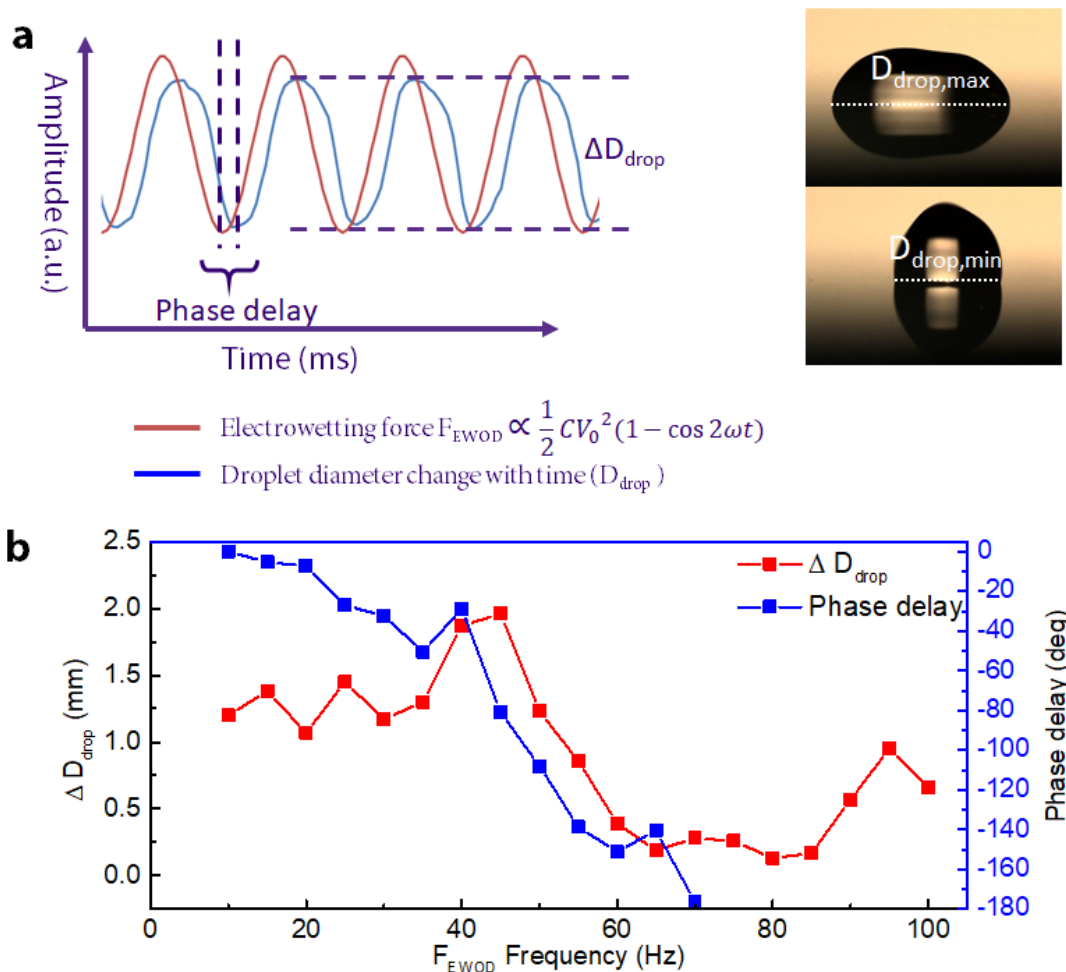 a
Amplitude (a.u.)
ΔD_drop
Phase delay
Time (ms)
D_drop,max
D_drop,min
Electrowetting force F_EWOD ∝ 1/2 CV_0^2 (1 − cos 2ωt)
Droplet diameter change with time (D_drop )
b
Δ D_drop (mm)
2.5
2.0
1.5
1.0
0.5
0.0
Δ D_drop
Phase delay
0
-20
-40
-60
-80
-100
-120
-140
-160
-180
Phase delay (deg)
0 20 40 60 80 100
F_EWOD Frequency (Hz)